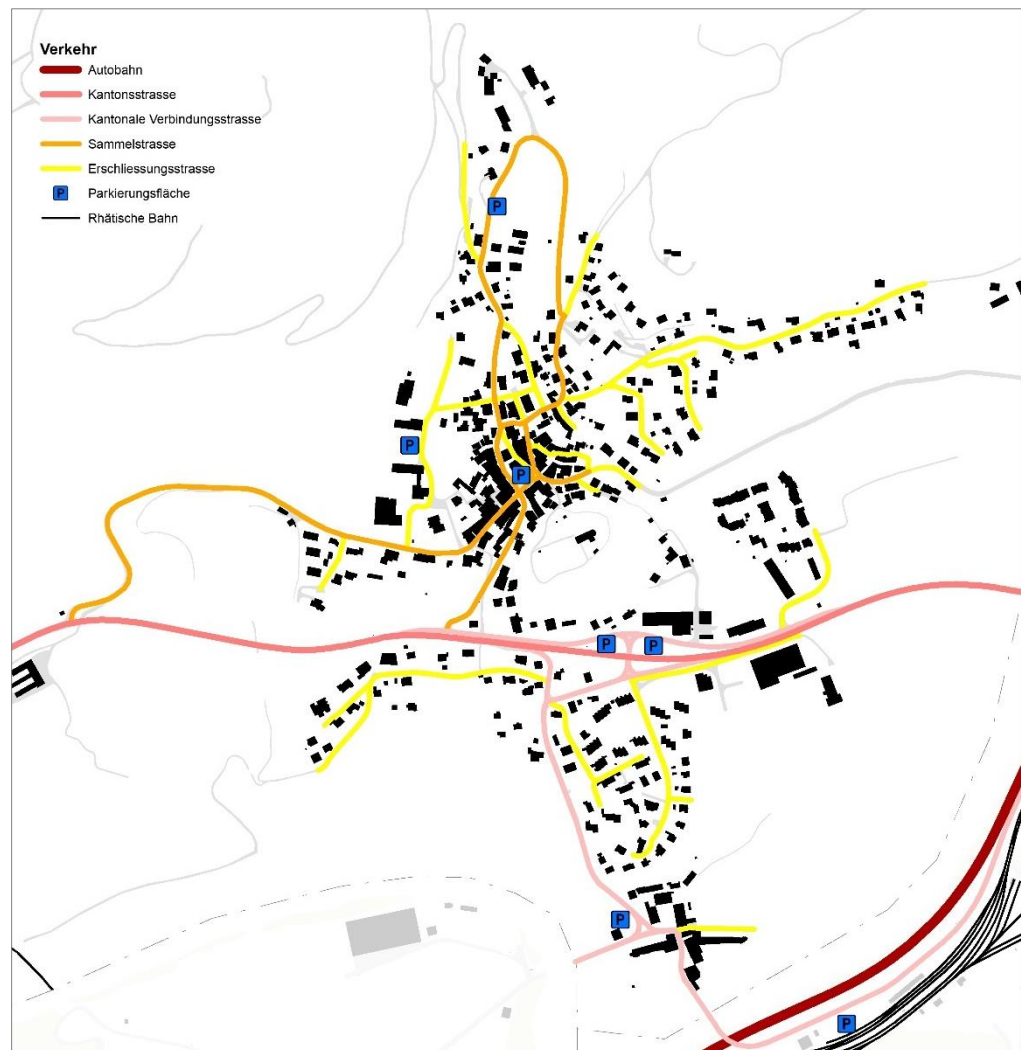 Verkehr
Autobahn
Kantonsstrasse
Kantonale Verbindungsstrasse
Sammelstrasse
Erschliessungsstrasse
P Parkierungsfläche
Rhätische Bahn
P
P
P
P P
P
P